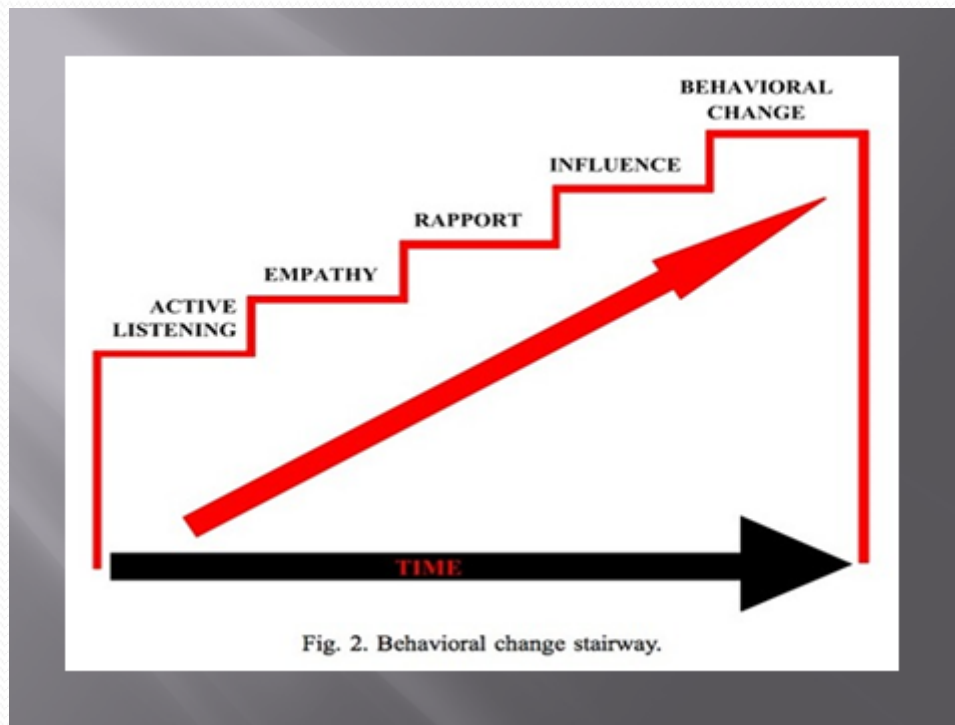 BEHAVIORAL
CHANGE
INFLUENCE
RAPPORT
EMPATHY
ACTIVE
LISTENING
TIME
Fig. 2. Behavioral change stairway.